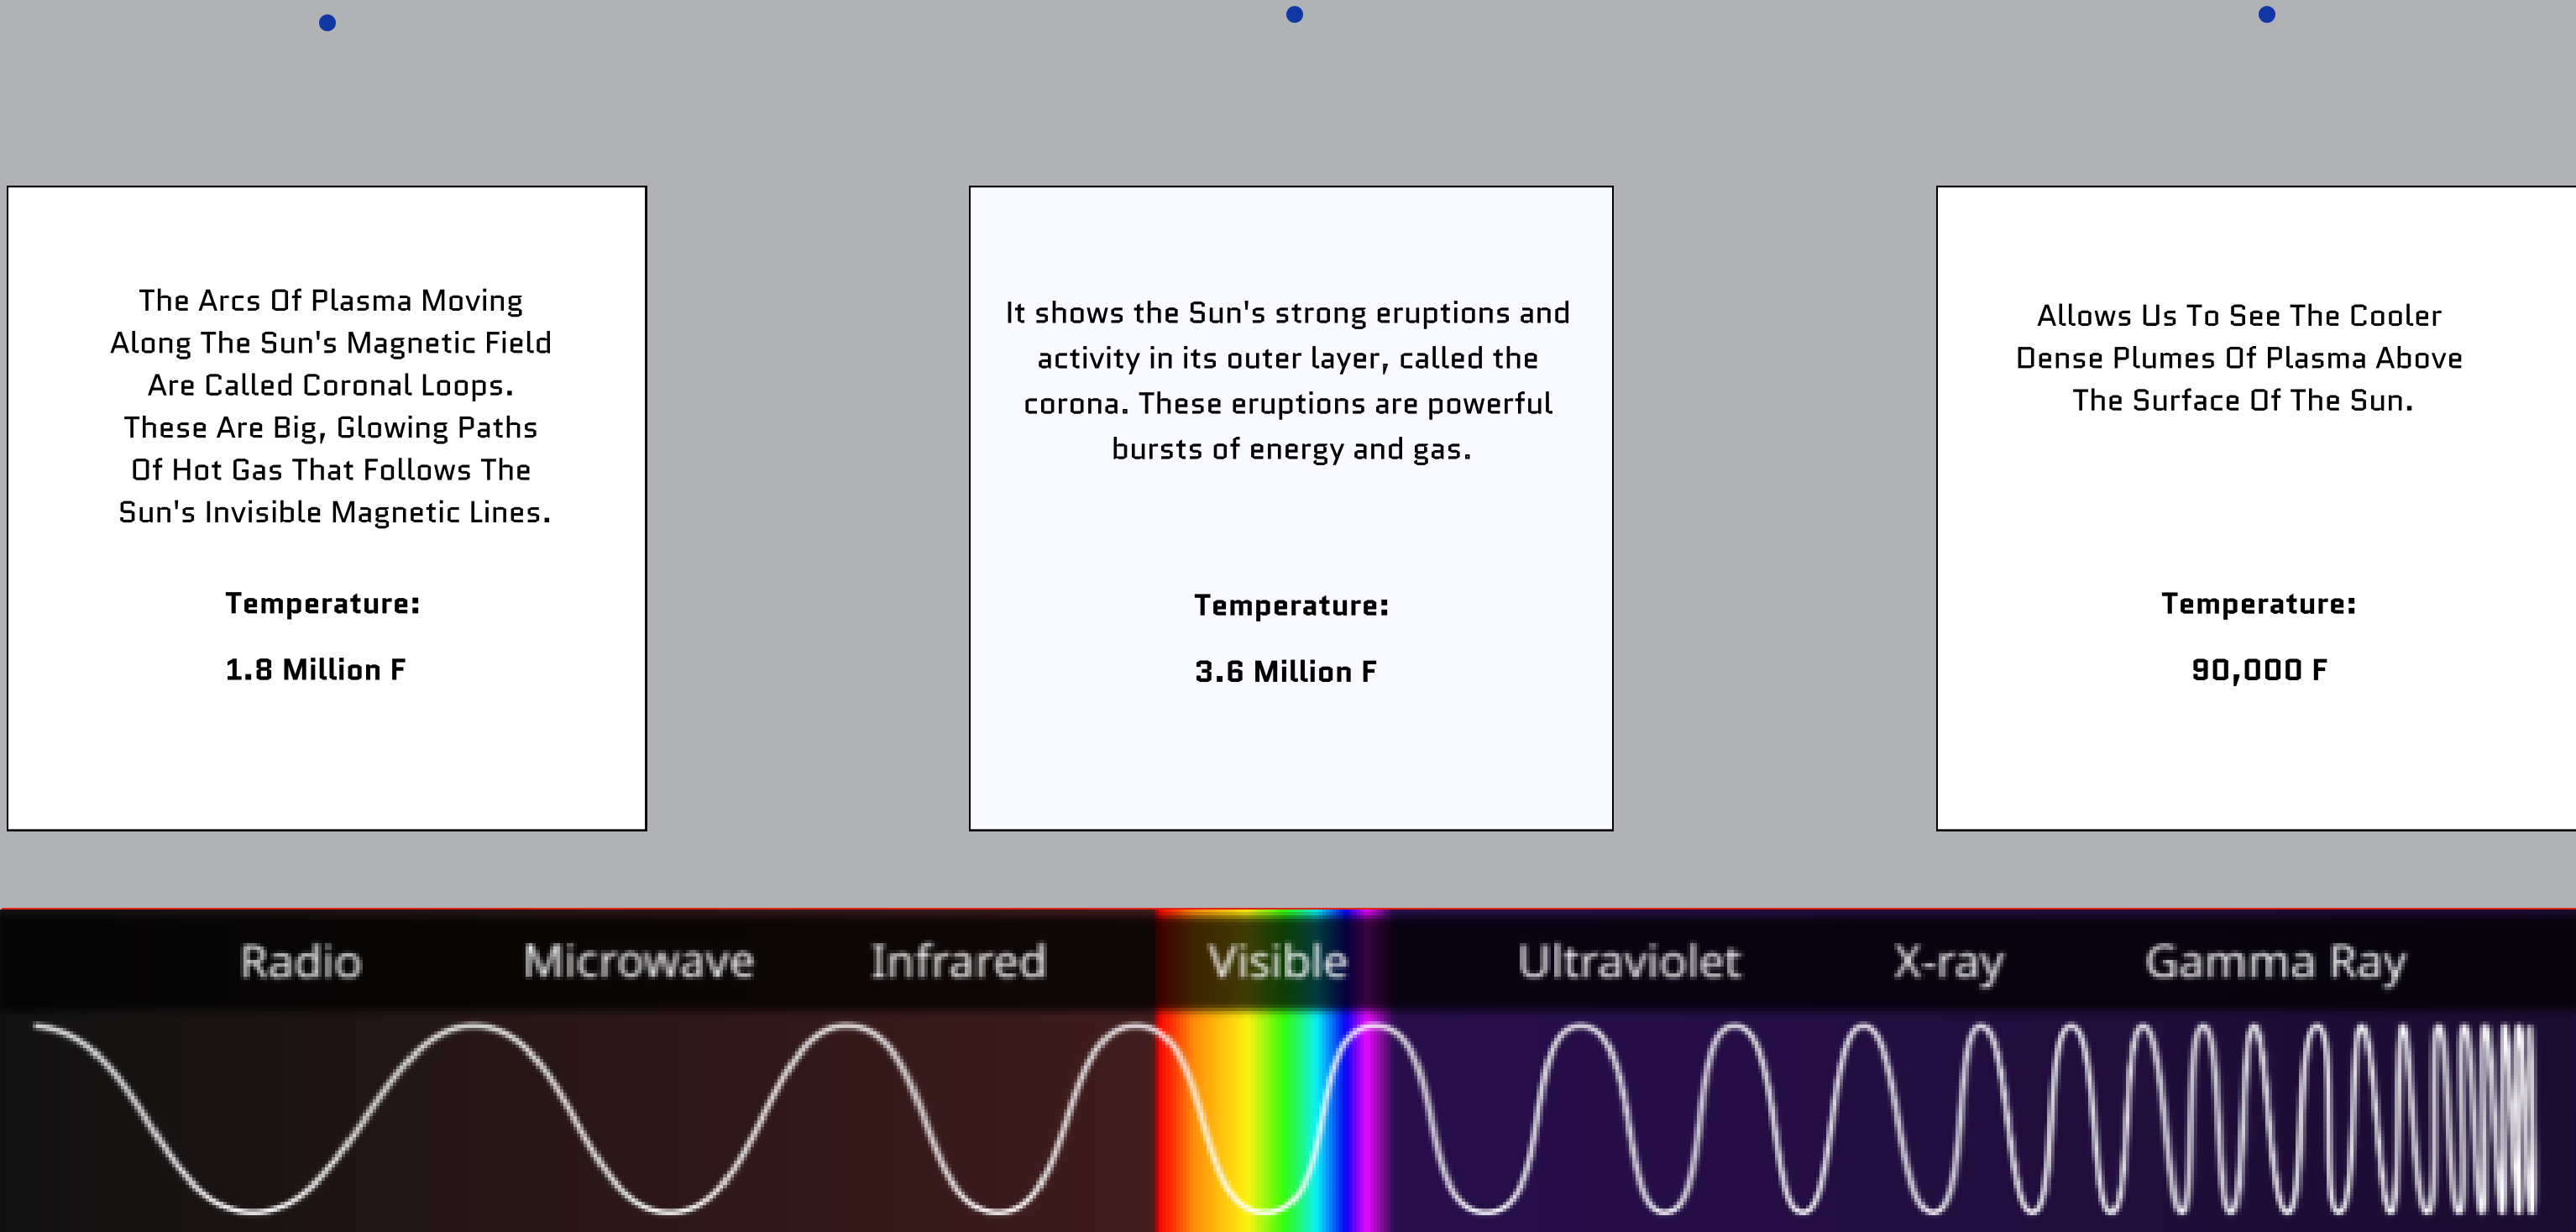 The Arcs Of Plasma Moving
Along The Sun's Magnetic Field
Are Called Coronal Loops.
These Are Big, Glowing Paths
Of Hot Gas That Follows The
Sun's Invisible Magnetic Lines.
Temperature:
1.8 Million F
It shows the Sun's strong eruptions and
activity in its outer layer, called the
corona. These eruptions are powerful
bursts of energy and gas.
Temperature:
3.6 Million F
Allows Us To See The Cooler
Dense Plumes Of Plasma Above
The Surface Of The Sun.
Temperature:
90,000 F
Radio Microwave Infrared Visible Ultraviolet X-ray Gamma Ray